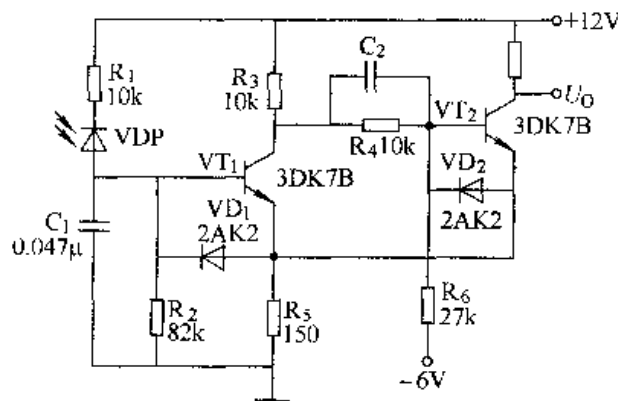 +12V
R₁
10k
VDP
R₃
10k
C₂
R₄ 10k
VT₂
U_O
3DK7B
VT₁
3DK7B
VD₂
2AK2
C₁
0.047μ
VD₁
2AK2
R₂
82k
R₅
150
R₆
27k
−6V